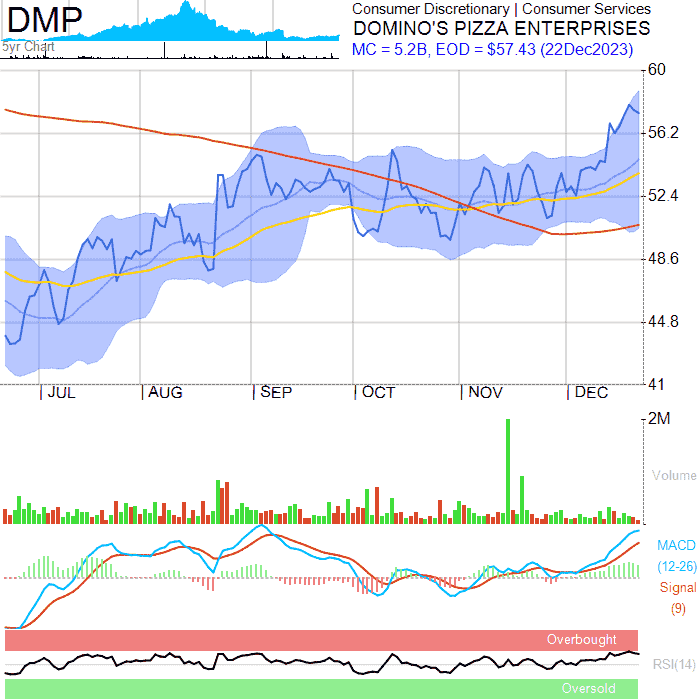 DMP
5yr Chart
Consumer Discretionary | Consumer Services
DOMINO'S PIZZA ENTERPRISES
MC = 5.2B, EOD = $57.43 (22Dec2023)
60
56.2
52.4
48.6
44.8
41
JUL AUG SEP OCT NOV DEC
2M
Volume
MACD
(12-26)
Signal
(9)
Overbought
RSI(14)
Oversold